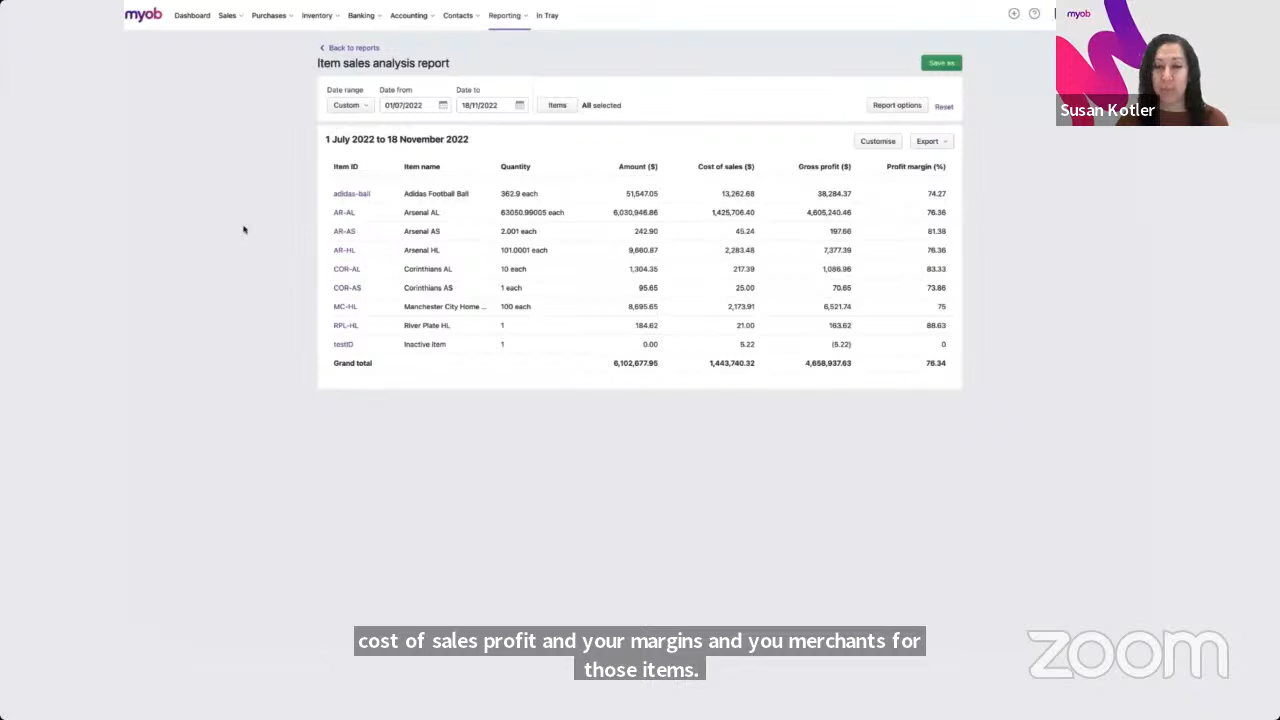 myob Dashboard Sales Purchases Inventory Banking Accounting Contacts Reporting In Tray
myob
Back to reports
Item sales analysis report
Save as
Date range Date from Date to
Custom 01/07/2022 18/11/2022 Items All selected Report options Reset
Susan Kotler
1 July 2022 to 18 November 2022 Customise Export
Item ID Item name Quantity Amount ($) Cost of sales ($) Gross profit ($) Profit margin (%)
adidas-ball Adidas Football Ball 362.9 each 51,547.05 13,262.68 38,284.37 74.27
AR-AL Arsenal AL 63050.99005 each 6,030,946.86 1,425,706.40 4,605,240.46 76.36
AR-AS Arsenal AS 2.001 each 242.90 45.24 197.66 81.38
AR-HL Arsenal HL 101.0001 each 9,660.87 2,283.48 7,377.39 76.36
COR-AL Corinthians AL 10 each 1,304.35 217.39 1,086.96 83.33
COR-AS Corinthians AS 1 each 95.65 25.00 70.65 73.86
MC-HL Manchester City Home ... 100 each 8,695.65 2,173.91 6,521.74 75
RPL-HL River Plate HL 1 184.62 21.00 163.62 88.63
testID Inactive item 1 0.00 5.22 (5.22) 0
Grand total 6,102,677.95 1,443,740.32 4,658,937.63 76.34
cost of sales profit and your margins and you merchants for
those items.
zoom